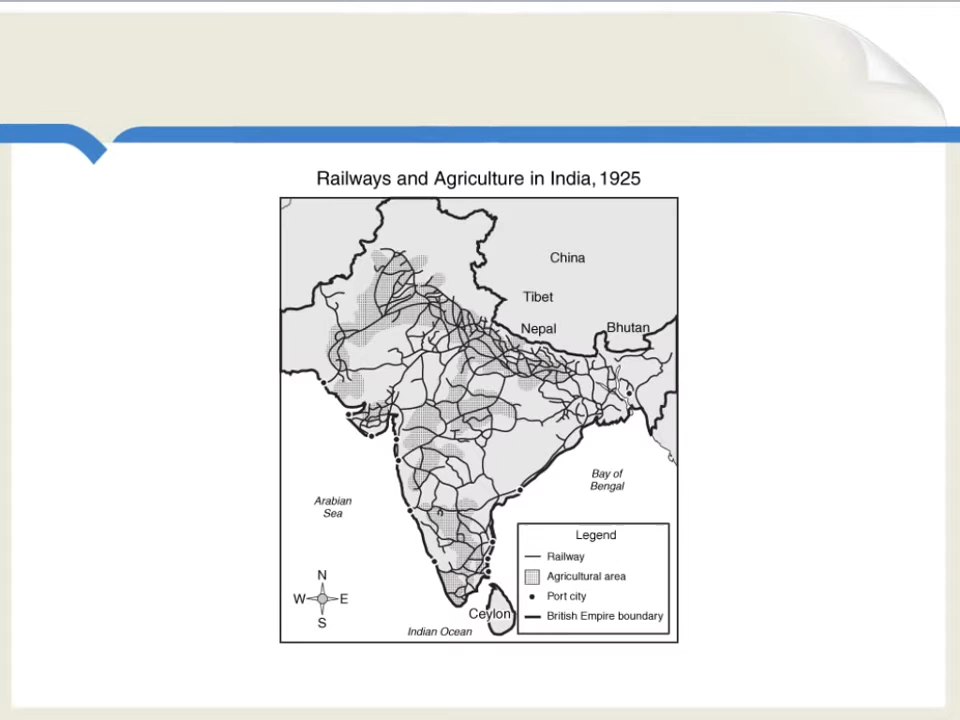 Railways and Agriculture in India, 1925
China
Tibet
Nepal
Bhutan
Bay of
Bengal
Arabian
Sea
Legend
Railway
Agricultural area
Port city
British Empire boundary
N
W
E
S
Ceylon
Indian Ocean